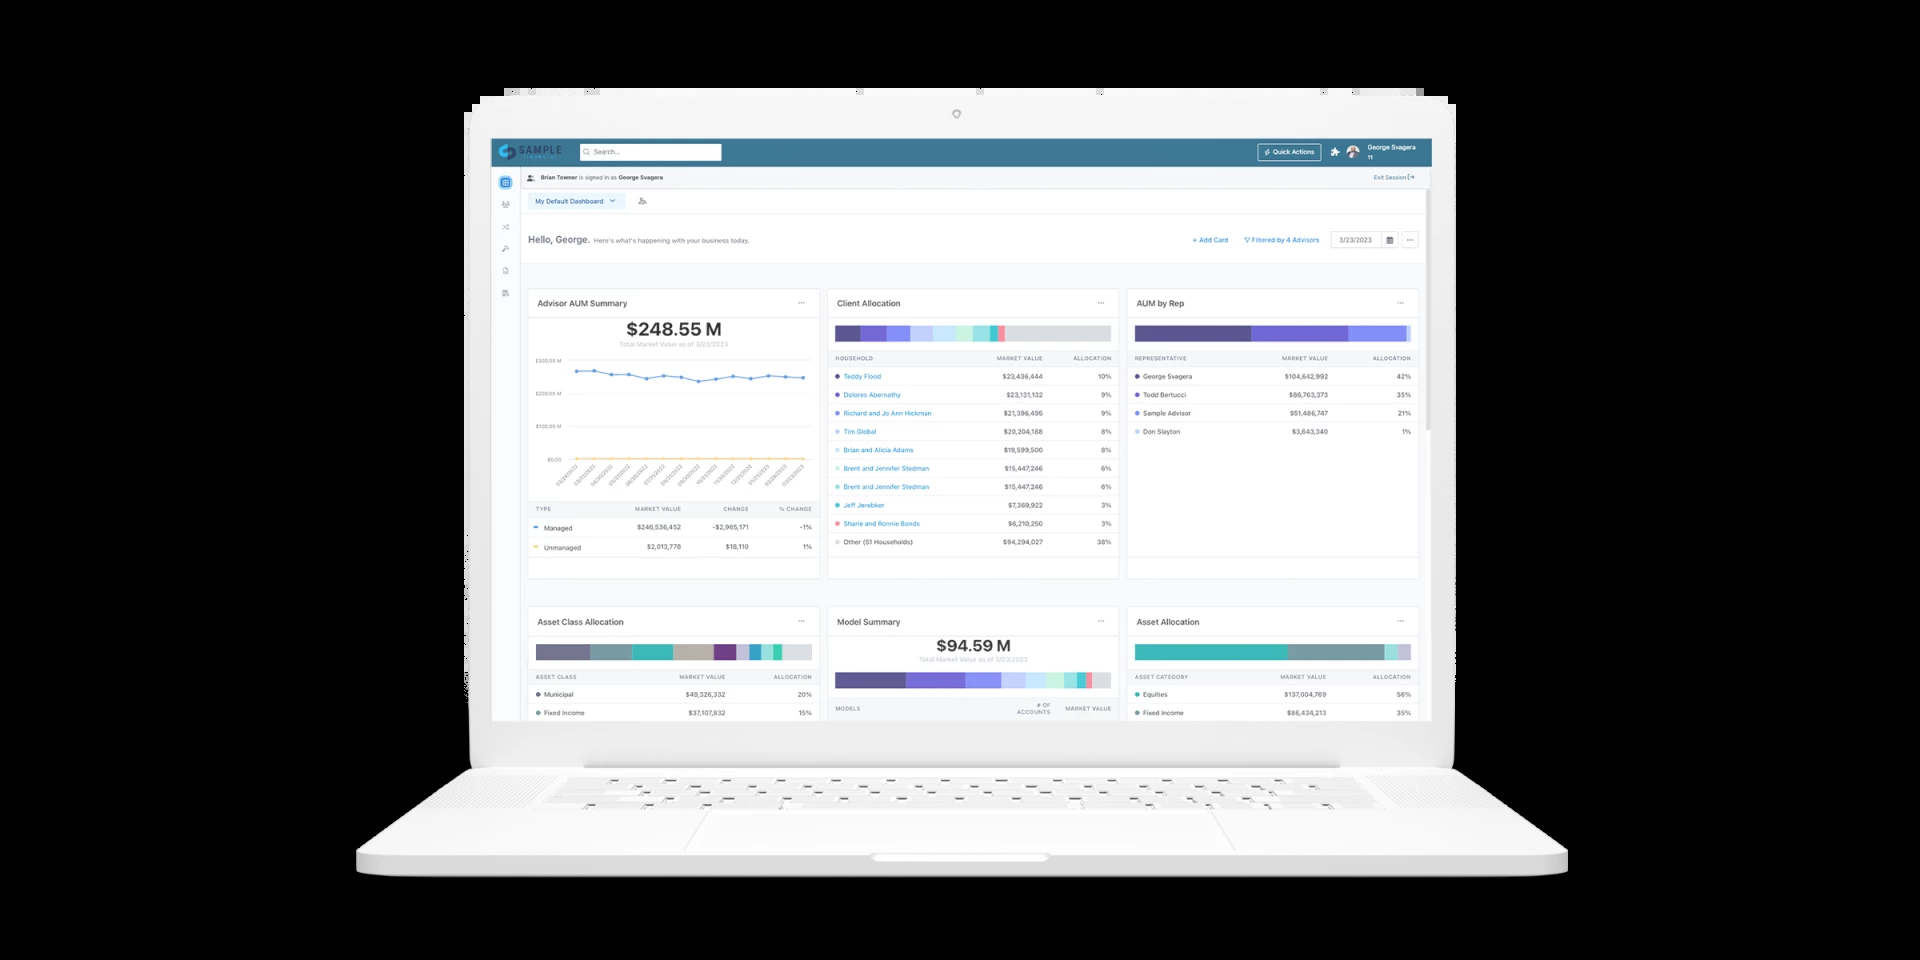 SAMPLE
FINANCIAL
Search...
Quick Actions
George Svagera
11
Brian Towner is signed in as George Svagera
Exit Session
My Default Dashboard
Hello, George. Here's what's happening with your business today.
+ Add Card
Filtered by 4 Advisors
3/23/2023
Advisor AUM Summary
$248.55 M
Total Market Value as of 3/23/2023
$300.00 M
$200.00 M
$100.00 M
$0.00
TYPE MARKET VALUE CHANGE % CHANGE
Managed $246,536,452 -$2,965,171 -1%
Unmanaged $2,013,778 $18,110 1%
Client Allocation
HOUSEHOLD MARKET VALUE ALLOCATION
Teddy Flood $23,436,444 10%
Dolores Abernathy $23,131,132 9%
Richard and Jo Ann Hickman $21,396,495 9%
Tim Global $20,204,188 8%
Brian and Alicia Adams $19,599,500 8%
Brent and Jennifer Stedman $15,447,246 6%
Brent and Jennifer Stedman $15,447,246 6%
Jeff Jerebker $7,369,922 3%
Sharie and Ronnie Bonds $6,210,250 3%
Other (51 Households) $94,294,027 38%
AUM by Rep
REPRESENTATIVE MARKET VALUE ALLOCATION
George Svagera $104,642,992 42%
Todd Bertucci $86,763,373 35%
Sample Advisor $51,486,747 21%
Don Slayton $3,643,340 1%
Asset Class Allocation
ASSET CLASS MARKET VALUE ALLOCATION
Municipal $49,326,332 20%
Fixed Income $37,107,832 15%
Model Summary
$94.59 M
Total Market Value as of 3/23/2023
MODELS # OF ACCOUNTS MARKET VALUE
Asset Allocation
ASSET CATEGORY MARKET VALUE ALLOCATION
Equities $137,004,769 56%
Fixed Income $86,434,213 35%